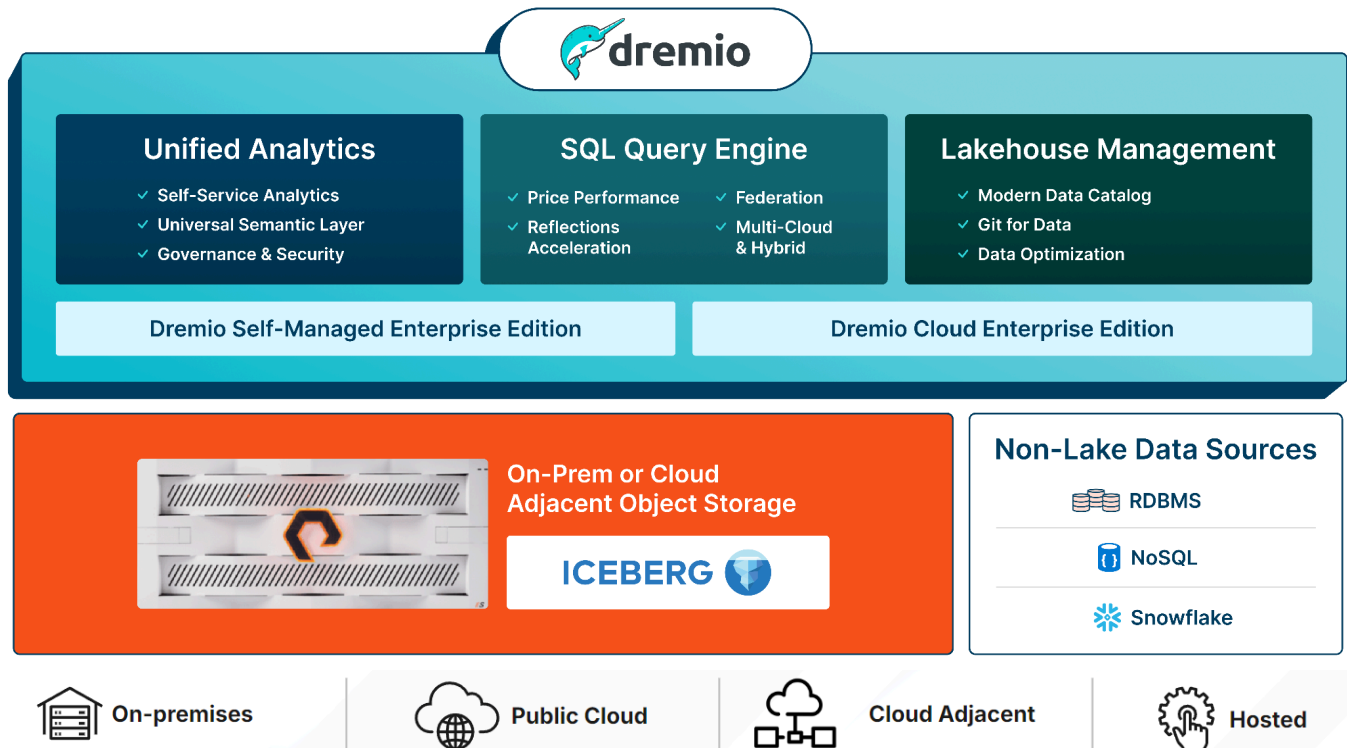 dremio
Unified Analytics
Self-Service Analytics
Universal Semantic Layer
Governance & Security
SQL Query Engine
Price Performance
Reflections
Acceleration
Federation
Multi-Cloud
& Hybrid
Lakehouse Management
Modern Data Catalog
Git for Data
Data Optimization
Dremio Self-Managed Enterprise Edition
Dremio Cloud Enterprise Edition
On-Prem or Cloud
Adjacent Object Storage
ICEBERG
Non-Lake Data Sources
RDBMS
NoSQL
Snowflake
On-premises
Public Cloud
Cloud Adjacent
Hosted